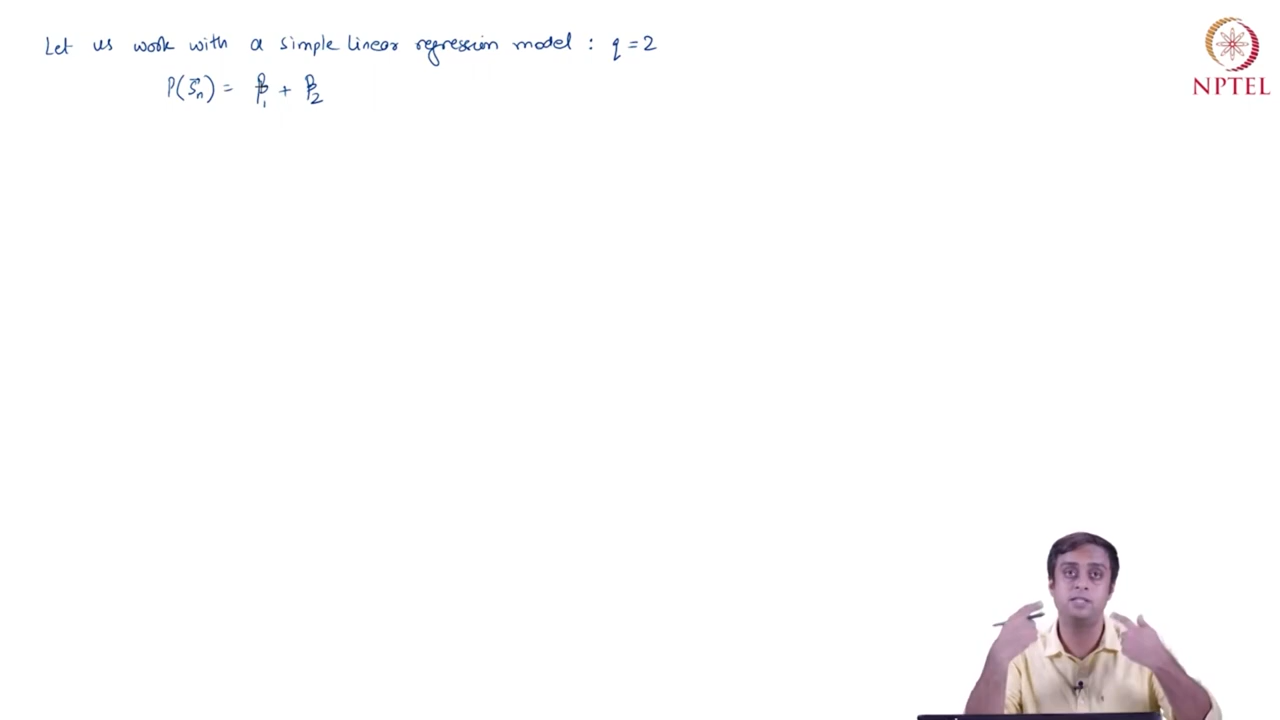 Let us work with a simple linear regression model : q = 2
P(s⃗ₙ) = β₁ + β₂
NPTEL